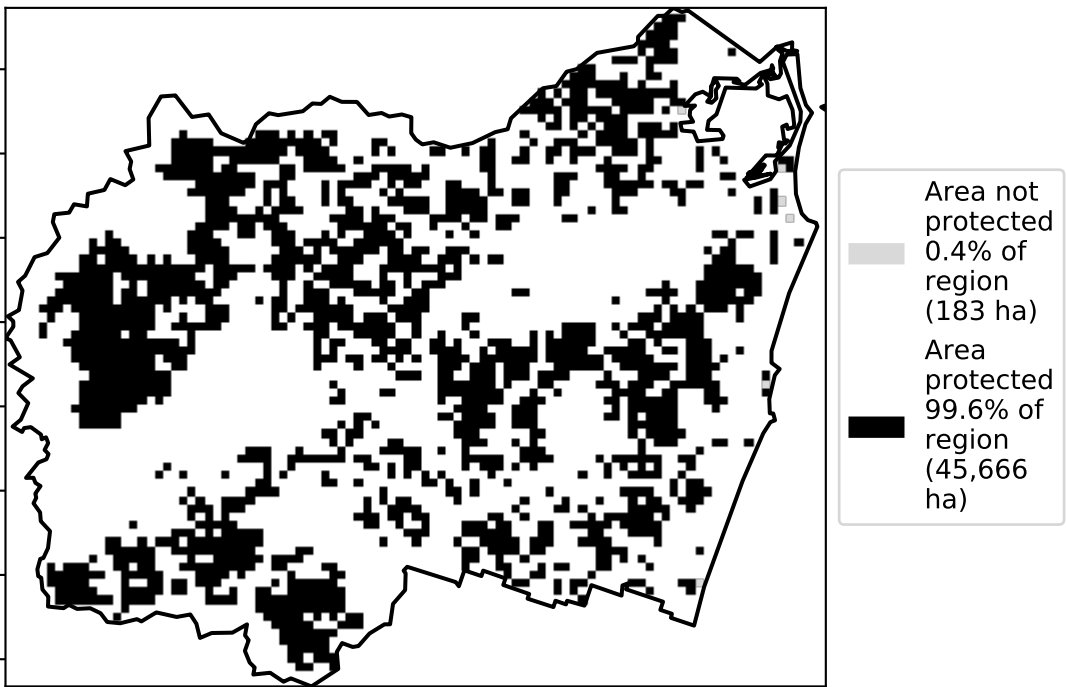 Area not
protected
0.4% of
region
(183 ha)
Area
protected
99.6% of
region
(45,666
ha)